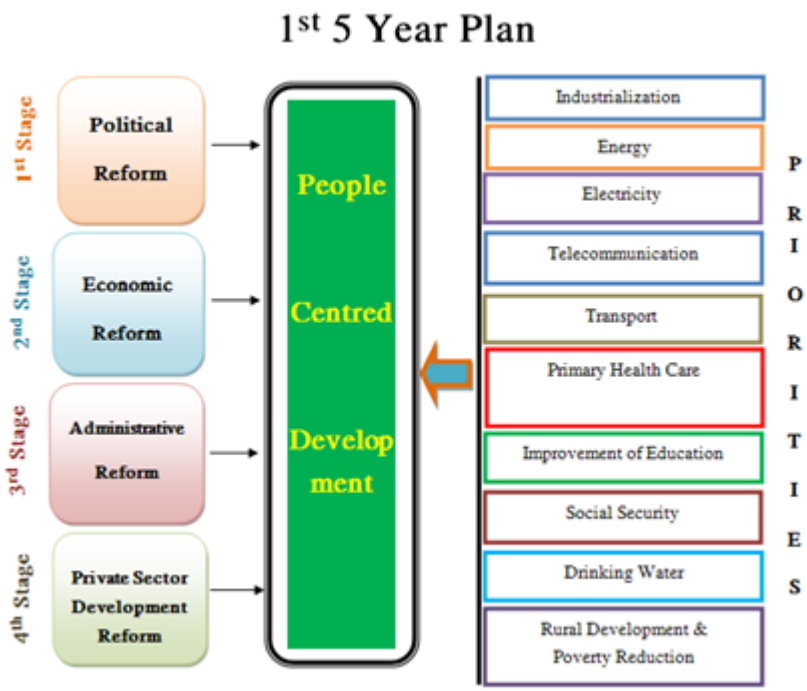 1st 5 Year Plan
1st Stage
Political
Reform
2nd Stage
Economic
Reform
3rd Stage
Administrative
Reform
4th Stage
Private Sector
Development
Reform
People
Centred
Develop
ment
Industrialization
Energy
Electricity
Telecommunication
Transport
Primary Health Care
Improvement of Education
Social Security
Drinking Water
Rural Development &
Poverty Reduction
P
R
I
O
R
I
T
I
E
S